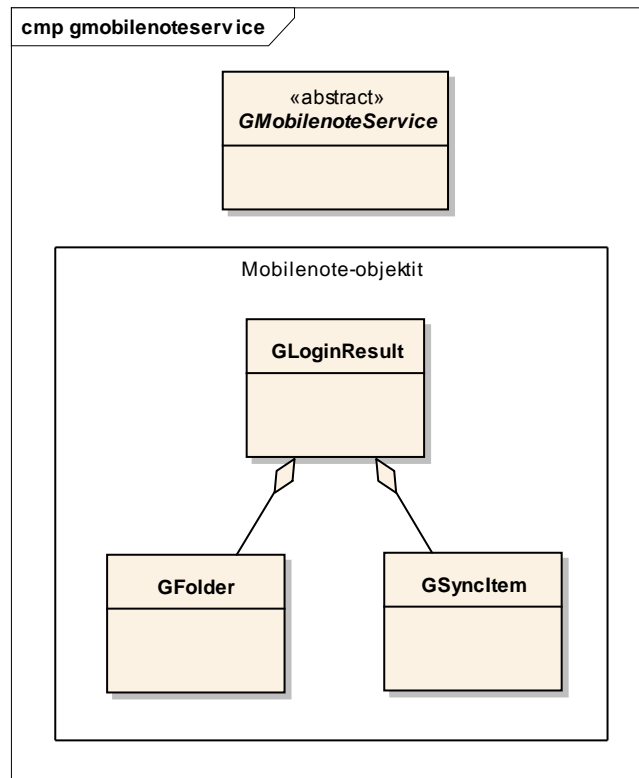 cmp gmobilenoteservice
«abstract»
GMobilenoteService
Mobilenote-objektit
GLoginResult
GFolder
GSyncItem